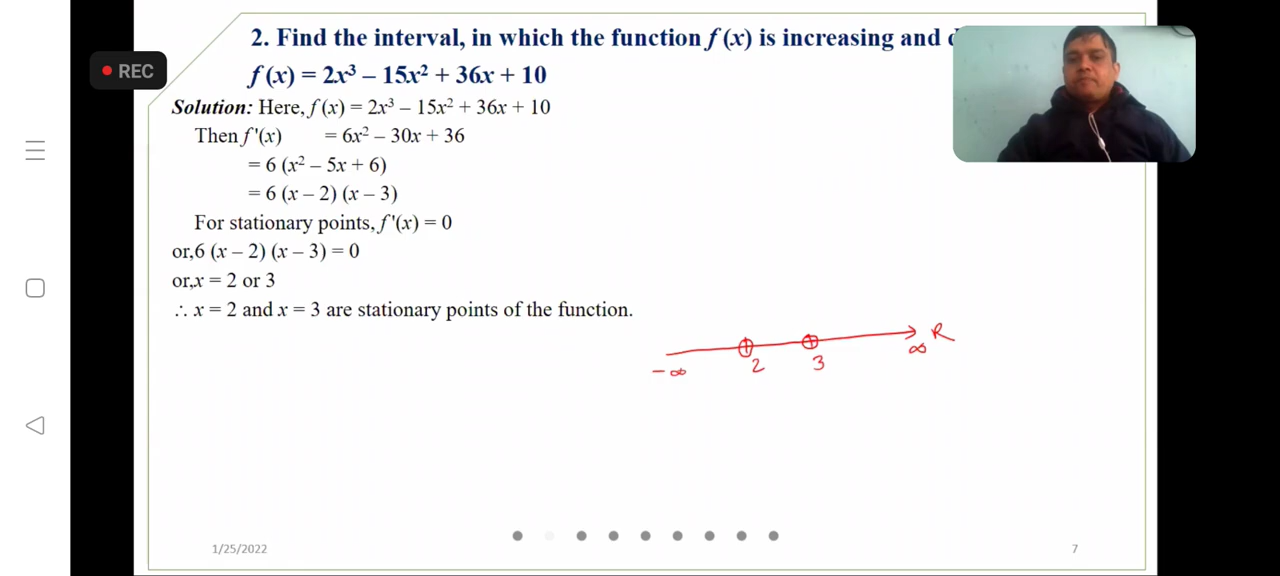 2. Find the interval, in which the function f (x) is increasing and
REC
f (x) = 2x³ – 15x² + 36x + 10
Solution: Here, f (x) = 2x³ – 15x² + 36x + 10
Then f '(x) = 6x² – 30x + 36
= 6 (x² – 5x + 6)
= 6 (x – 2) (x – 3)
For stationary points, f '(x) = 0
or,6 (x – 2) (x – 3) = 0
or,x = 2 or 3
∴ x = 2 and x = 3 are stationary points of the function.
R
-∞ 2 3 ∞
1/25/2022 7